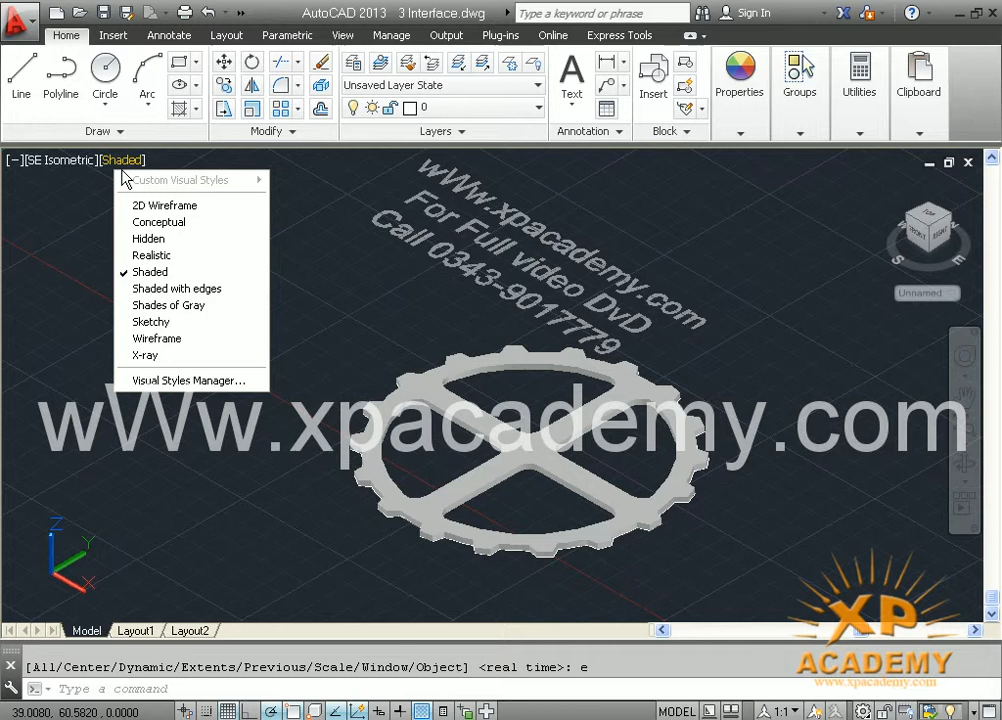 AutoCAD 2013 3 Interface.dwg
Type a keyword or phrase
Sign In
Home Insert Annotate Layout Parametric View Manage Output Plug-ins Online Express Tools
Line Polyline Circle Arc
Unsaved Layer State
0
Text
Insert
Properties Groups Utilities Clipboard
Draw Modify Layers Annotation Block
[−][SE Isometric][Shaded]
Custom Visual Styles
2D Wireframe
Conceptual
Hidden
Realistic
Shaded
Shaded with edges
Shades of Gray
Sketchy
Wireframe
X-ray
Visual Styles Manager...
wWw.xpacademy.com
For Full video DvD
Call 0343-9017779
TOP
FRONT RIGHT
S E
Unnamed
wWw.xpacademy.com
Z
Y
X
XP
ACADEMY
www.xpacademy.com
Model Layout1 Layout2
[All/Center/Dynamic/Extents/Previous/Scale/Window/Object] <real time>: e
Type a command
39.0080, 60.5820, 0.0000
MODEL
1:1